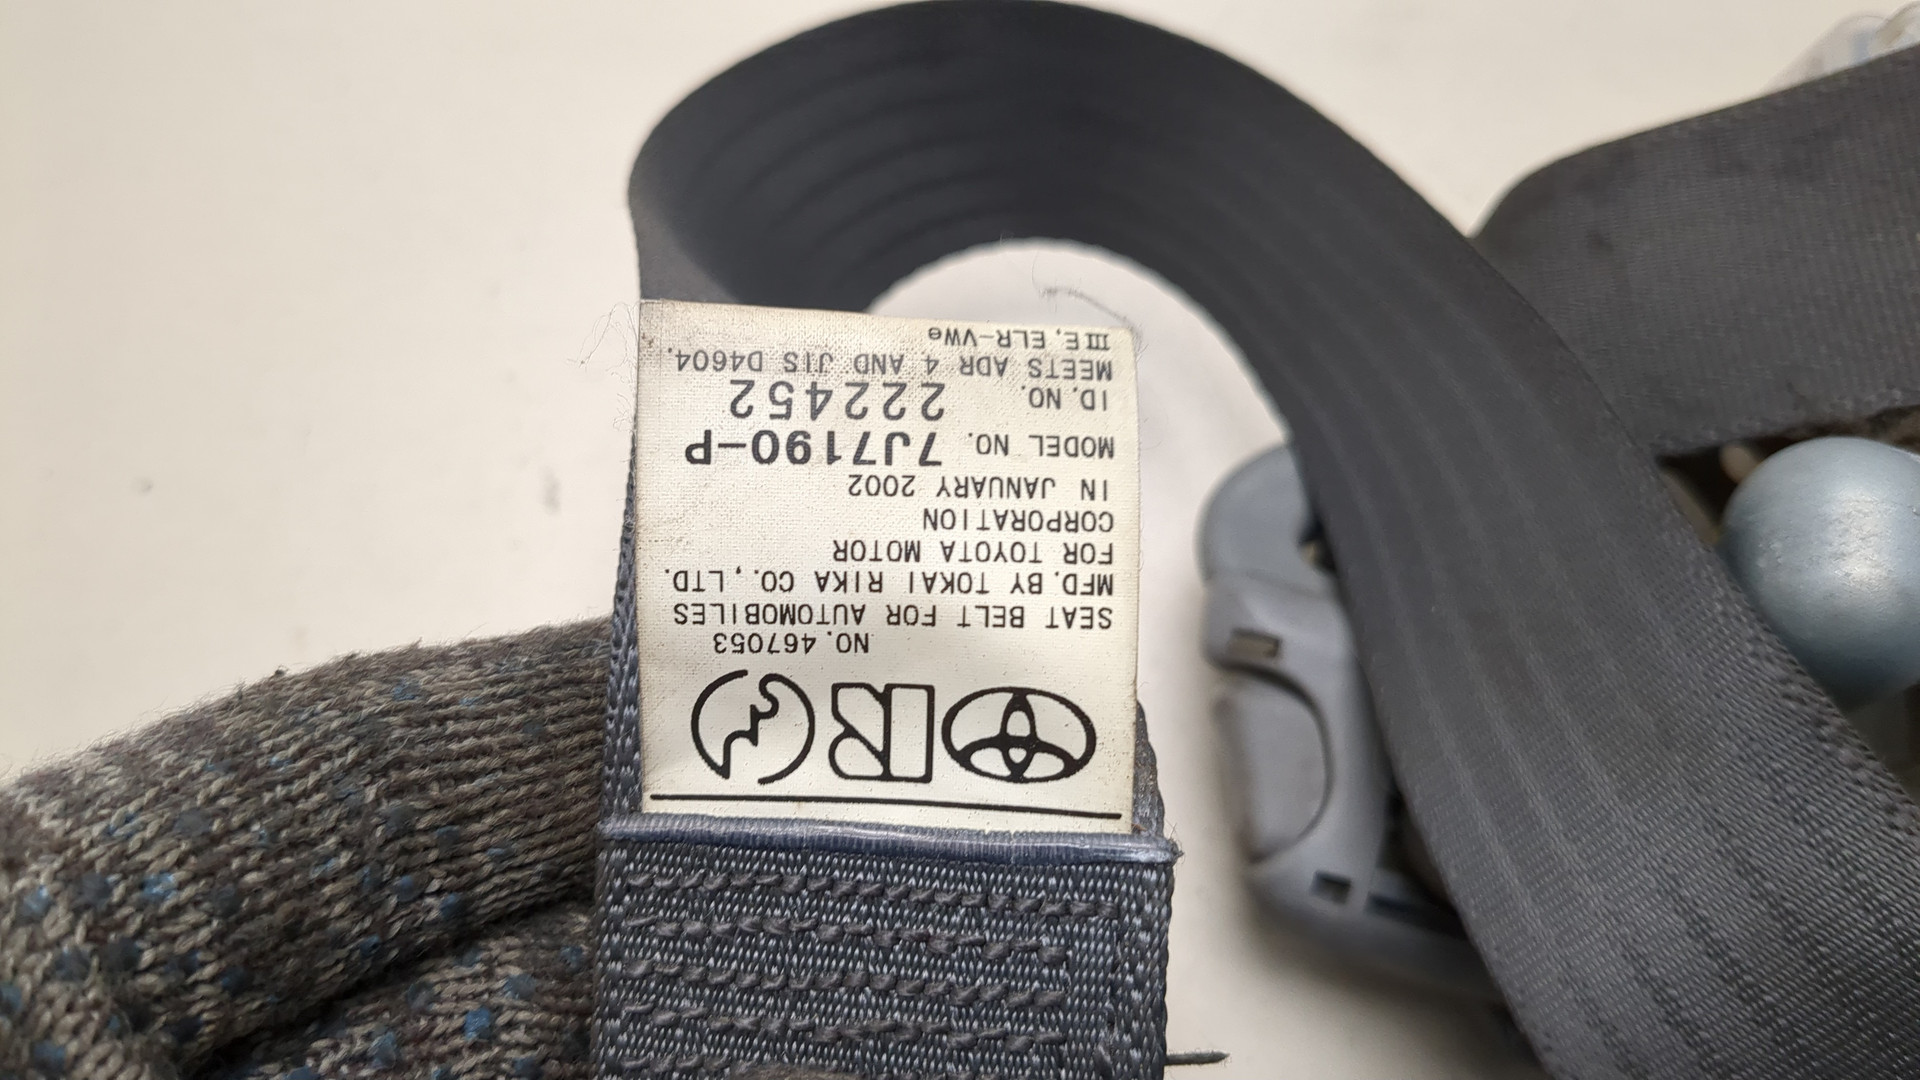 NO. 467053
SEAT BELT FOR AUTOMOBILES
MFD. BY TOKAI RIKA CO., LTD.
FOR TOYOTA MOTOR
CORPORATION
IN JANUARY 2002
MODEL NO. 7J7190-P
ID. NO. 222452
MEETS ADR 4 AND JIS D4604.
III E, ELR-VWe